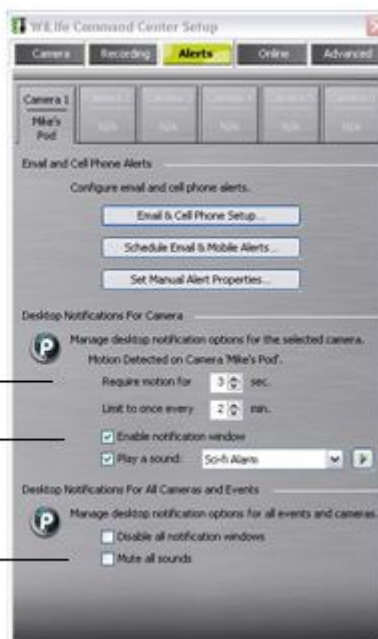 WiLife Command Center Setup
Camera Recording Alerts Online Advanced
Camera 1
Mike's
Pod
N/A N/A N/A N/A N/A
Email and Cell Phone Alerts
Configure email and cell phone alerts.
Email & Cell Phone Setup...
Schedule Email & Mobile Alerts...
Set Manual Alert Properties...
Desktop Notifications For Camera
Manage desktop notification options for the selected camera.
Motion Detected on Camera 'Mike's Pod'.
Require motion for 3 sec.
Limit to once every 2 min.
Enable notification window
Play a sound: Sci-fi Alarm
Desktop Notifications For All Cameras and Events
Manage desktop notification options for all events and cameras.
Disable all notification windows
Mute all sounds